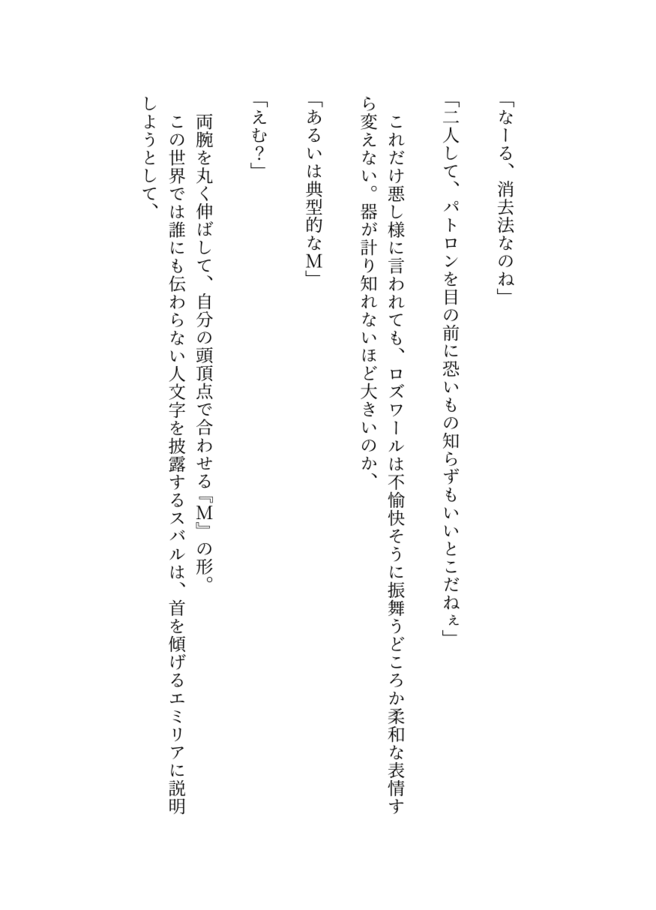 「なーる、消去法なのね」
「二人して、パトロンを目の前に恐いもの知らずもいいとこだねぇ」
これだけ悪し様に言われても、ロズワールは不愉快そうに振舞うどころか柔和な表情す
ら変えない。器が計り知れないほど大きいのか、
「あるいは典型的なＭ」
「えむ？」
両腕を丸く伸ばして、自分の頭頂点で合わせる『Ｍ』の形。
この世界では誰にも伝わらない人文字を披露するスバルは、首を傾げるエミリアに説明
しようとして、